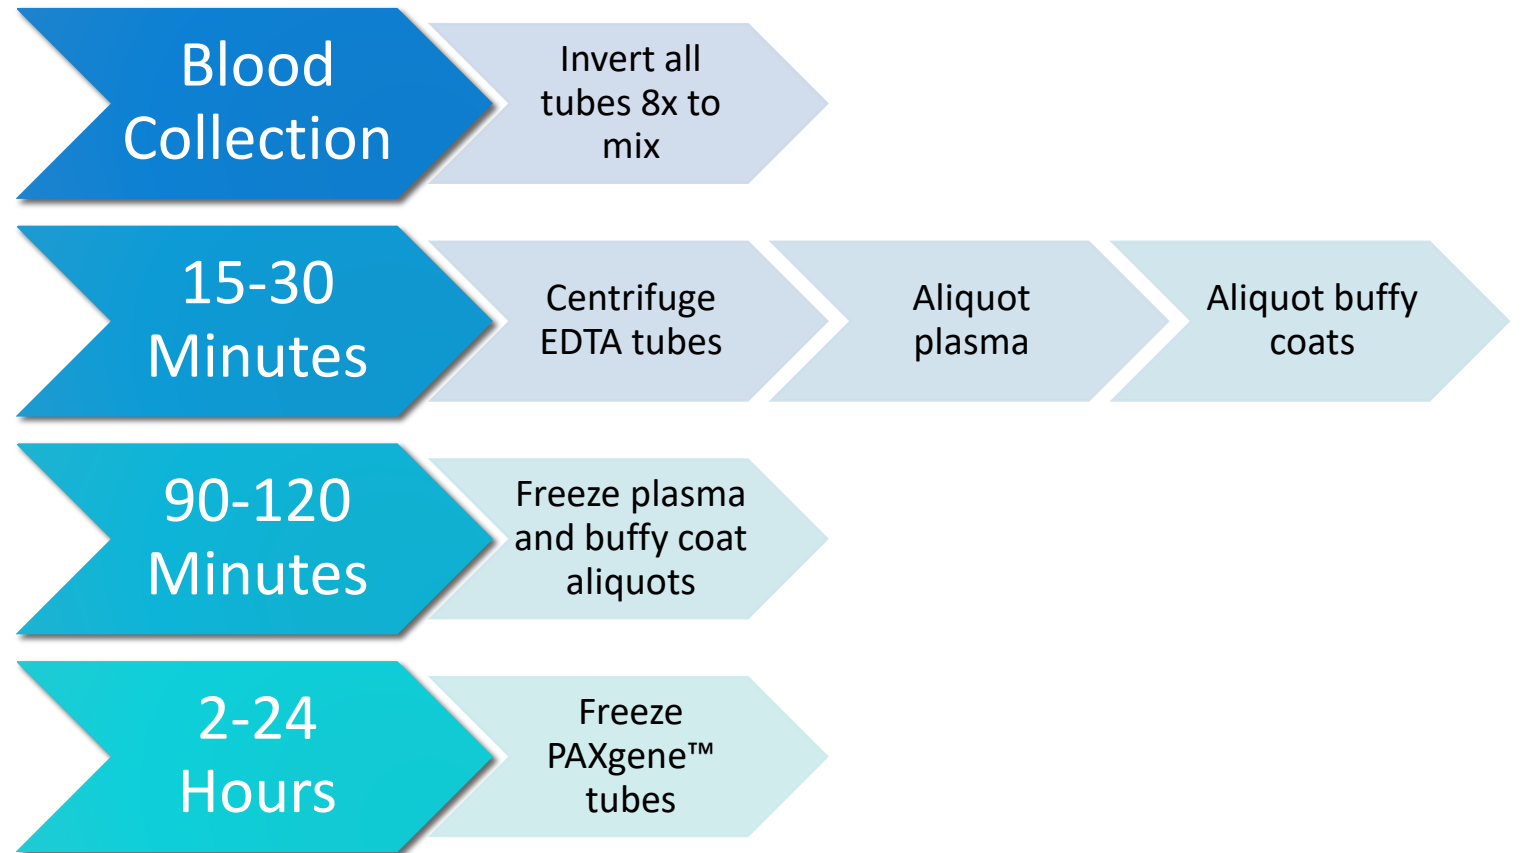 Blood
Collection
Invert all
tubes 8x to
mix
15-30
Minutes
Centrifuge
EDTA tubes
Aliquot
plasma
Aliquot buffy
coats
90-120
Minutes
Freeze plasma
and buffy coat
aliquots
2-24
Hours
Freeze
PAXgene™
tubes